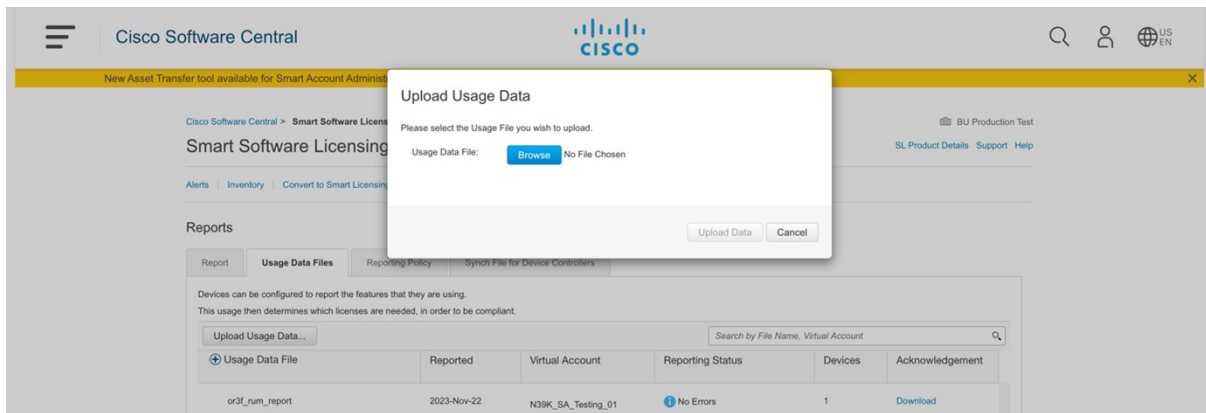 Cisco Software Central
CISCO
US
EN
New Asset Transfer tool available for Smart Account
Upload Usage Data
Please select the Usage File you wish to upload.
Usage Data File: Browse No File Chosen
Upload Data Cancel
Cisco Software Central > Smart Software Licens
BU Production Test
Smart Software Licensing
SL Product Details Support Help
Alerts | Inventory | Convert to Smart Licensing
Reports
Report Usage Data Files Reporting Policy Synch File for Device Controllers
Devices can be configured to report the features that they are using.
This usage then determines which licenses are needed, in order to be compliant.
Upload Usage Data... Search by File Name, Virtual Account
Usage Data File Reported Virtual Account Reporting Status Devices Acknowledgement
or3f_rum_report 2023-Nov-22 N39K_SA_Testing_01 No Errors 1 Download